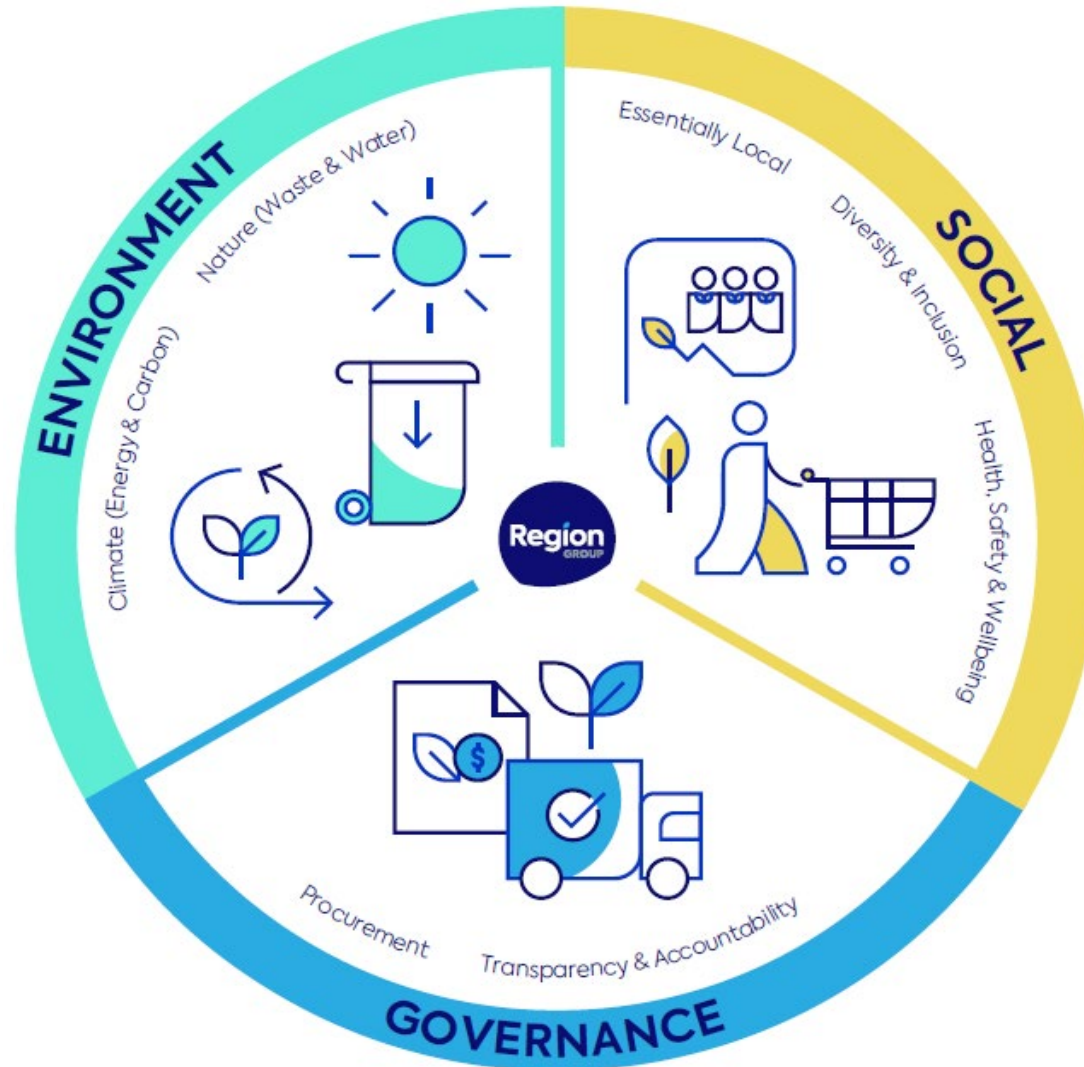 ENVIRONMENT
Climate (Energy & Carbon)
Nature (Waste & Water)
SOCIAL
Essentially Local
Diversity & Inclusion
Health, Safety & Wellbeing
Region
GROUP
$
Procurement
Transparency & Accountability
GOVERNANCE